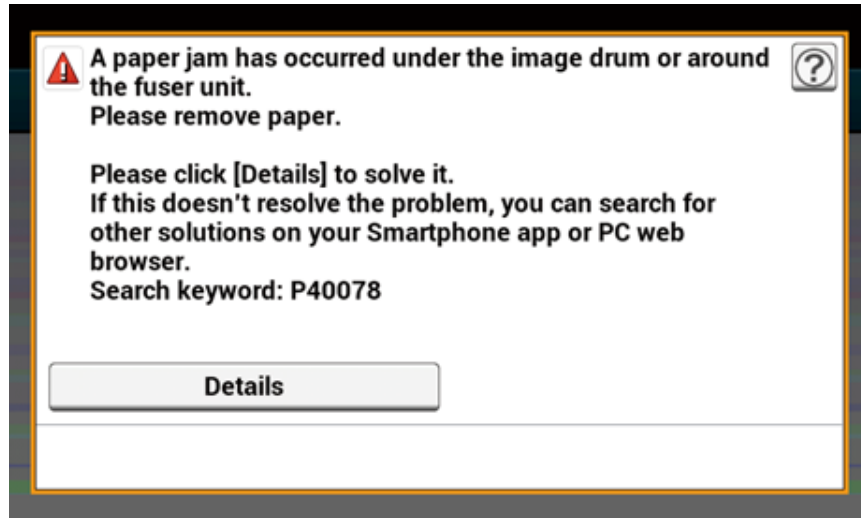 A paper jam has occurred under the image drum or around
the fuser unit.
Please remove paper.
Please click [Details] to solve it.
If this doesn't resolve the problem, you can search for
other solutions on your Smartphone app or PC web
browser.
Search keyword: P40078
Details